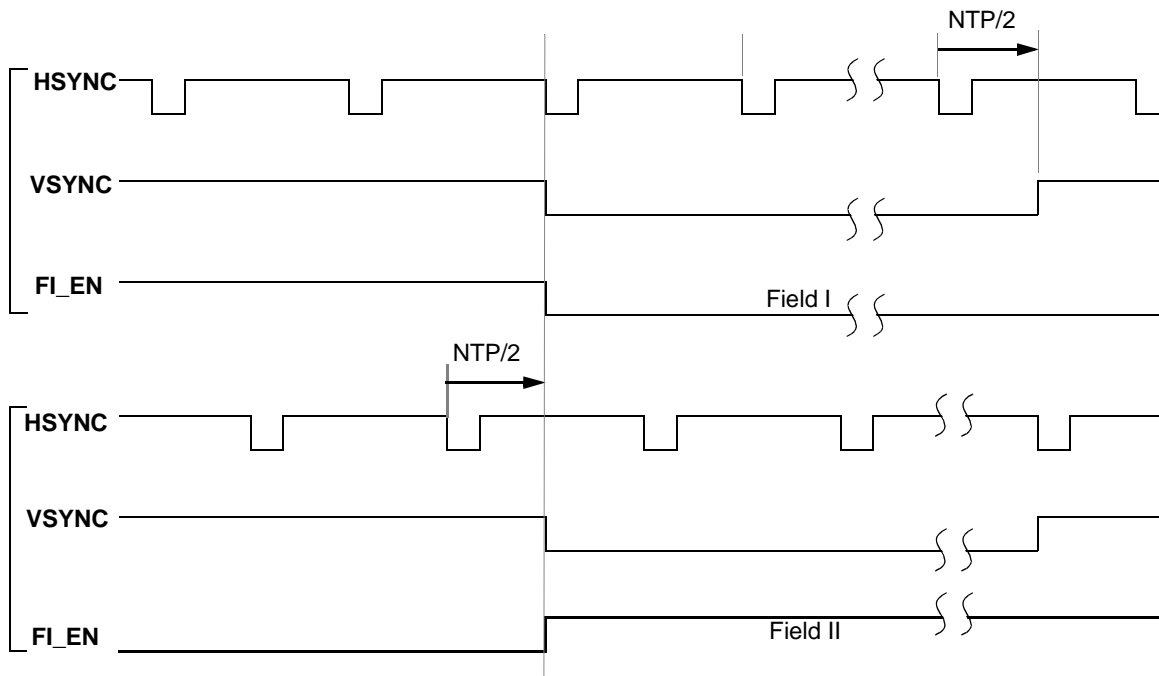 NTP/2
HSYNC
VSYNC
FI_EN
Field I
NTP/2
HSYNC
VSYNC
FI_EN
Field II